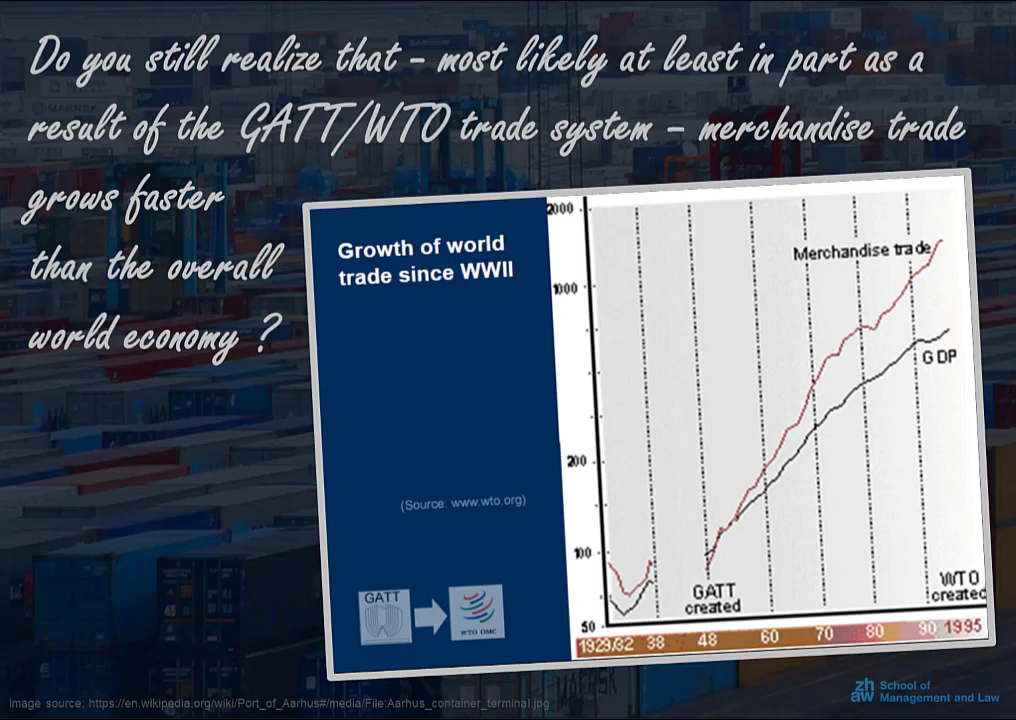 Do you still realize that – most likely at least in part as a
result of the GATT/WTO trade system – merchandise trade
grows faster
than the overall
world economy ?
Growth of world
trade since WWII
(Source: www.wto.org)
GATT
WTO OMC
2000
1000
200
100
50
Merchandise trade
GDP
GATT
created
WTO
created
1929/32 38 48 60 70 80 90 1995
MAERSK
Image source: https://en.wikipedia.org/wiki/Port_of_Aarhus#/media/File:Aarhus_container_terminal.jpg
zh
aw
School of
Management and Law